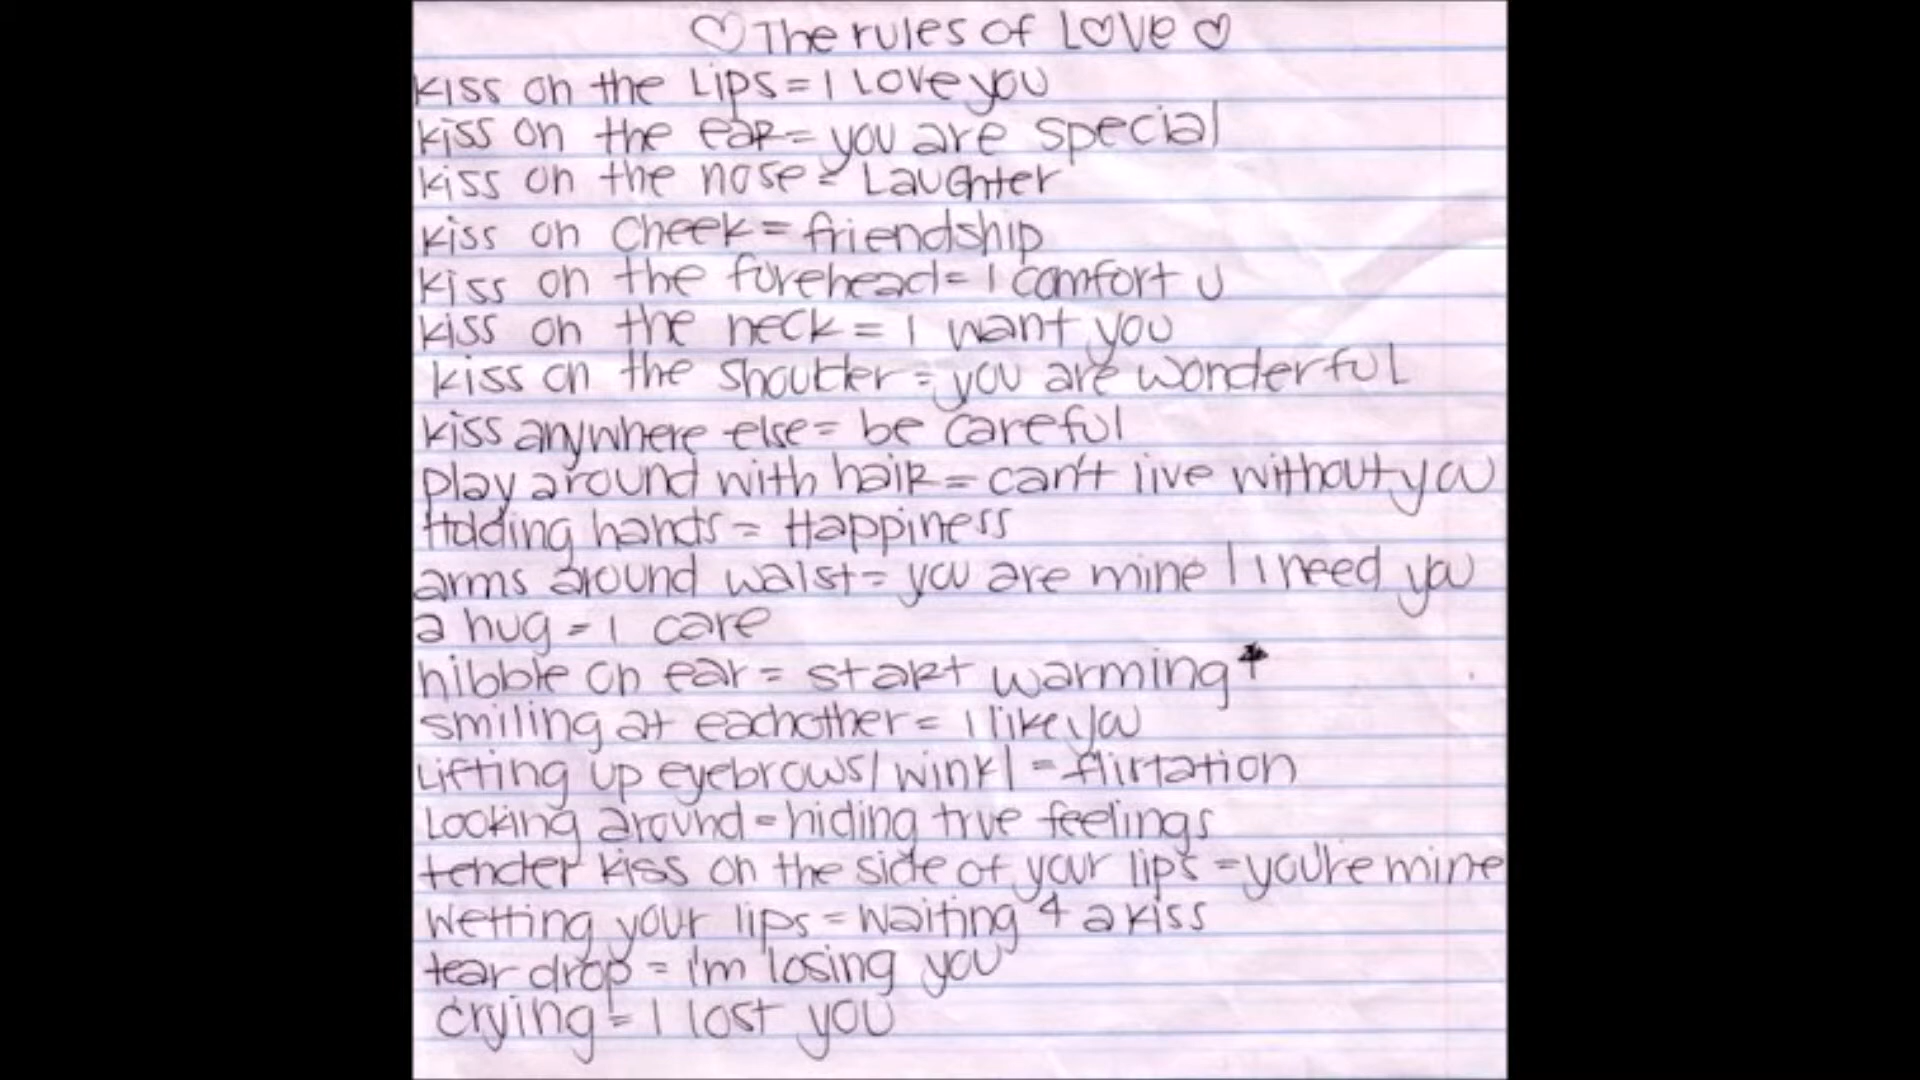 ♡ The rules of LOVE ♡
kiss on the Lips = I Love you
kiss on the ear = you are special
kiss on the nose = Laughter
kiss on cheek = friendship
kiss on the forehead = I comfort U
kiss on the neck = I want you
kiss on the shoulder = you are wonderful
kiss anywhere else = be careful
play around with hair = can't live without you
Holding hands = Happiness
arms around waist = you are mine / I need you
a hug = I care
nibble on ear = start warming*
smiling at eachother = I like you
Lifting up eyebrows / wink / = flirtation
Looking around = hiding true feelings
tender kiss on the side of your lips = you're mine
Wetting your lips = waiting 4 a kiss
tear drop = i'm losing you
crying = I lost you